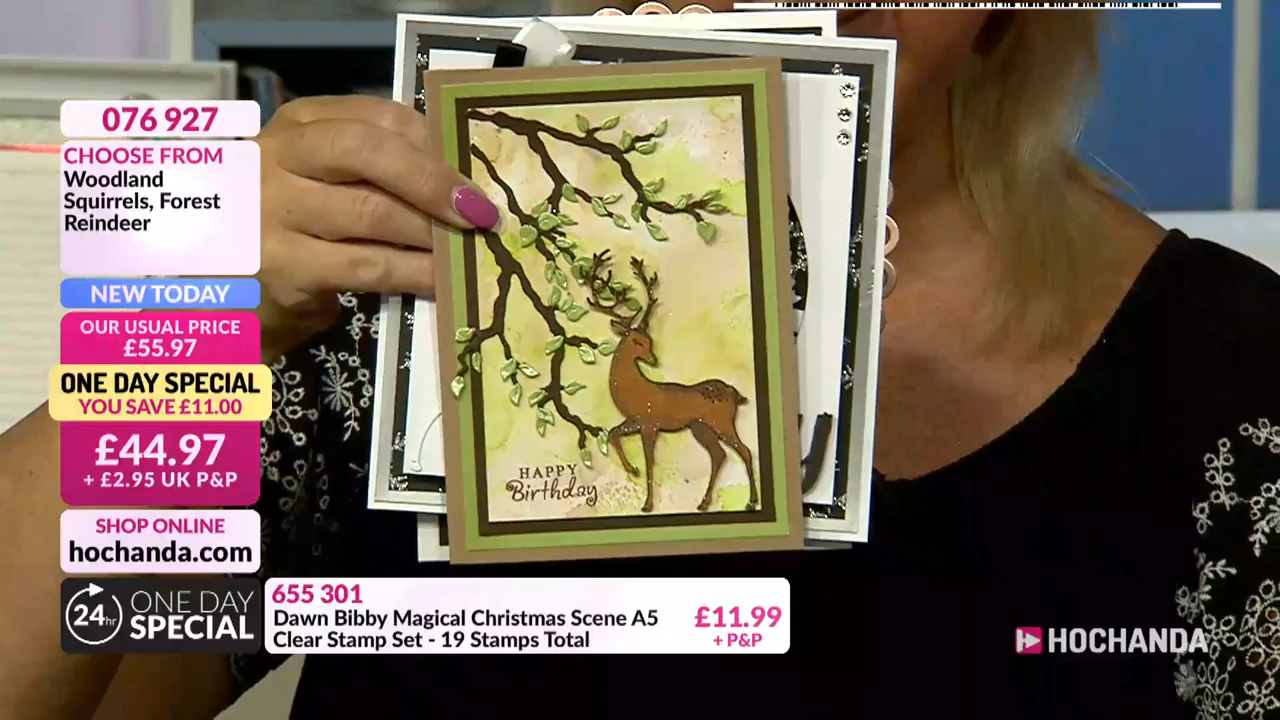 076 927
CHOOSE FROM
Woodland
Squirrels, Forest
Reindeer
NEW TODAY
OUR USUAL PRICE
£55.97
ONE DAY SPECIAL
YOU SAVE £11.00
£44.97
+ £2.95 UK P&P
SHOP ONLINE
hochanda.com
24hr
ONE DAY
SPECIAL
655 301
Dawn Bibby Magical Christmas Scene A5
Clear Stamp Set - 19 Stamps Total
£11.99
+ P&P
HAPPY
Birthday
HOCHANDA